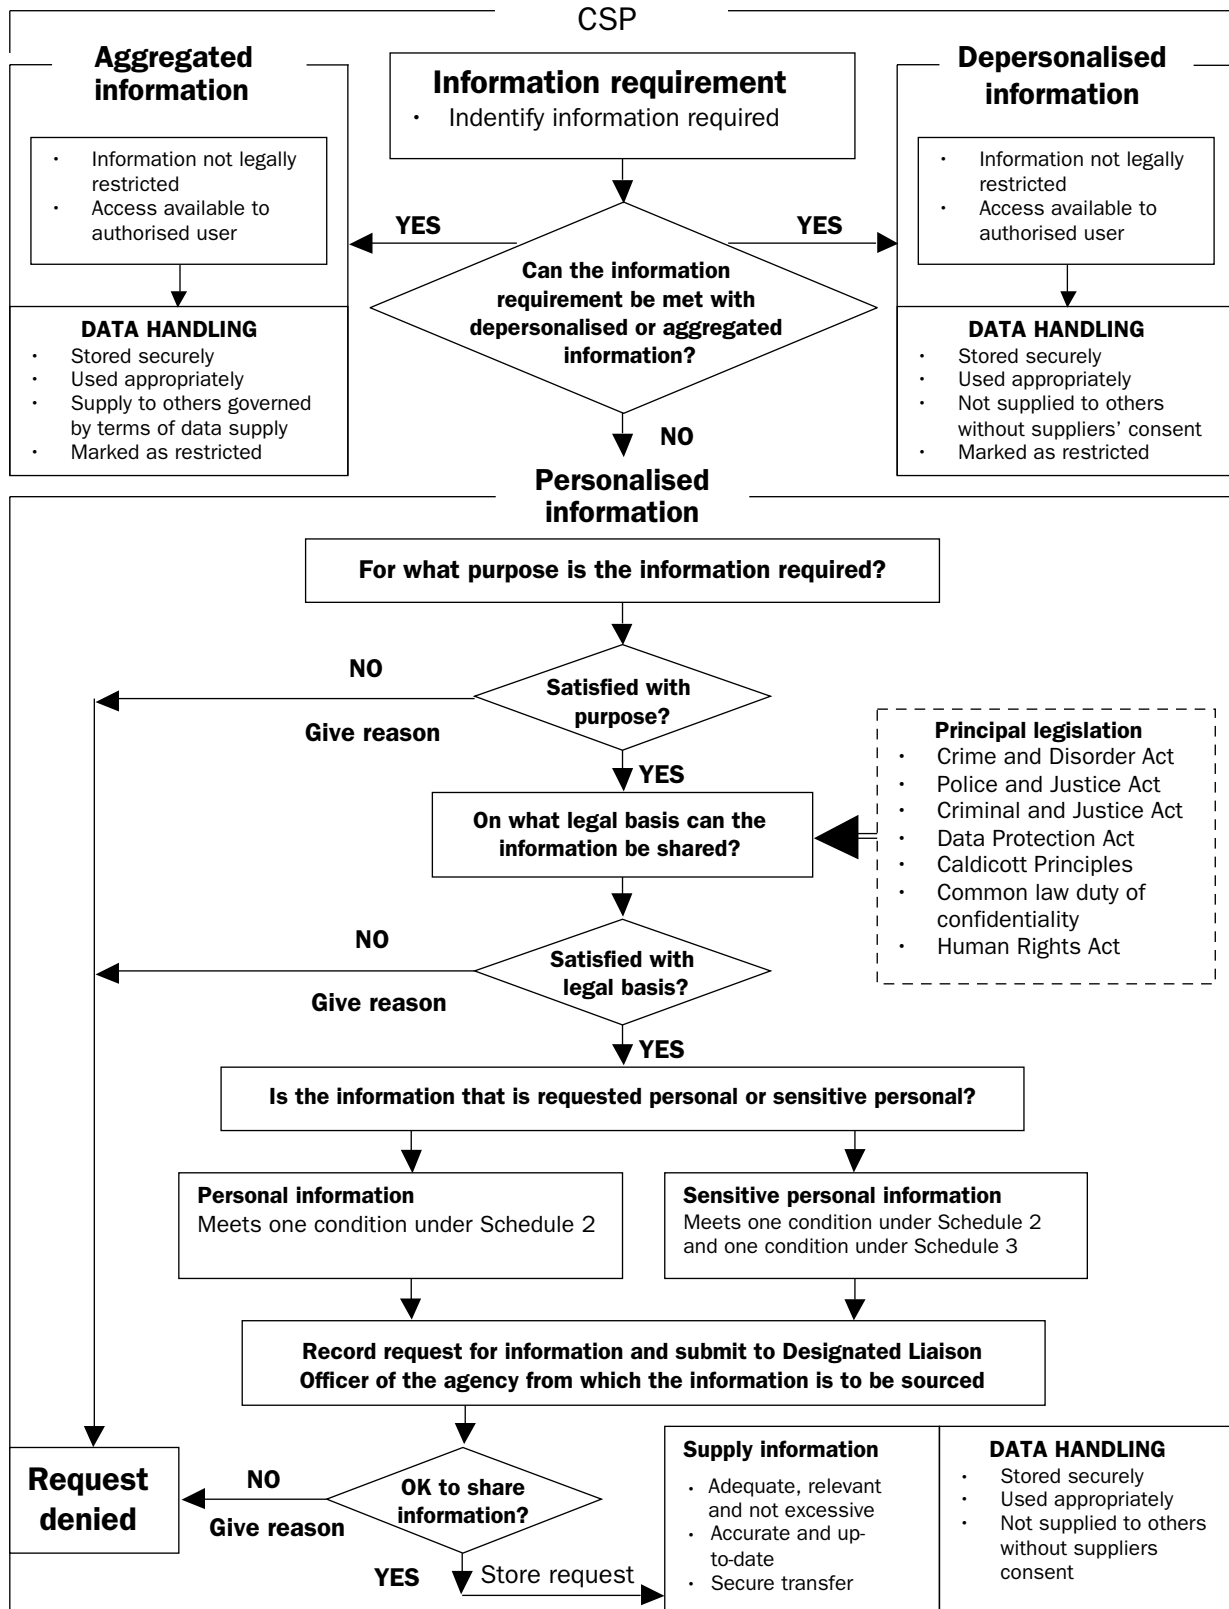 CSP
Aggregated
information
• Information not legally
restricted
• Access available to
authorised user
DATA HANDLING
• Stored securely
• Used appropriately
• Supply to others governed
by terms of data supply
• Marked as restricted
Information requirement
• Indentify information required
YES
YES
Can the information
requirement be met with
depersonalised or aggregated
information?
NO
Depersonalised
information
• Information not legally
restricted
• Access available to
authorised user
DATA HANDLING
• Stored securely
• Used appropriately
• Not supplied to others
without suppliers’ consent
• Marked as restricted
Personalised
information
For what purpose is the information required?
NO
Give reason
Satisfied with
purpose?
YES
On what legal basis can the
information be shared?
Principal legislation
• Crime and Disorder Act
• Police and Justice Act
• Criminal and Justice Act
• Data Protection Act
• Caldicott Principles
• Common law duty of
confidentiality
• Human Rights Act
NO
Give reason
Satisfied with
legal basis?
YES
Is the information that is requested personal or sensitive personal?
Personal information
Meets one condition under Schedule 2
Sensitive personal information
Meets one condition under Schedule 2
and one condition under Schedule 3
Record request for information and submit to Designated Liaison
Officer of the agency from which the information is to be sourced
Request
denied
NO
Give reason
OK to share
information?
YES
Store request
Supply information
• Adequate, relevant
and not excessive
• Accurate and up-
to-date
• Secure transfer
DATA HANDLING
• Stored securely
• Used appropriately
• Not supplied to others
without suppliers
consent